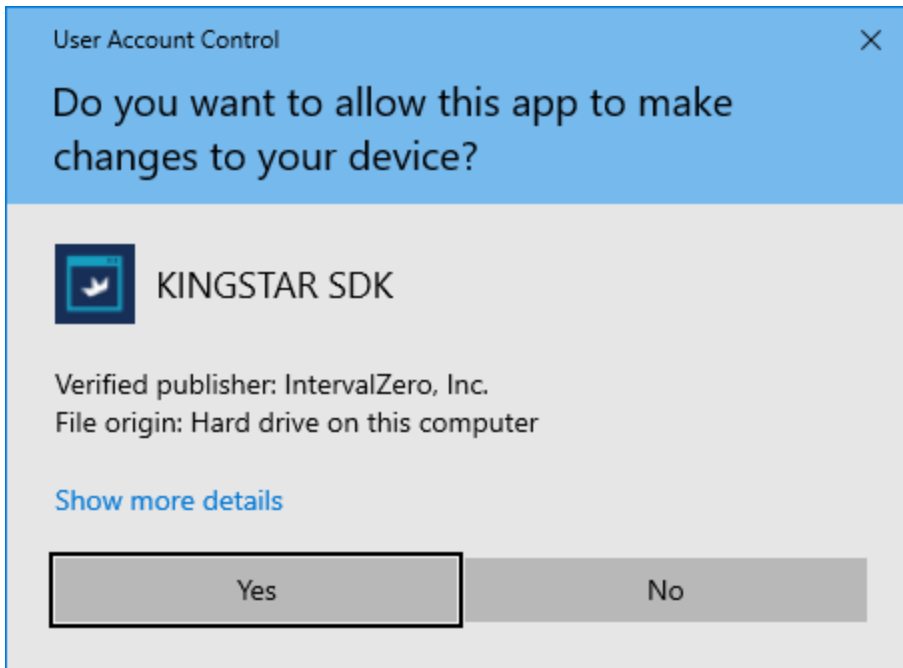 User Account Control
Do you want to allow this app to make
changes to your device?
KINGSTAR SDK
Verified publisher: IntervalZero, Inc.
File origin: Hard drive on this computer
Show more details
Yes
No